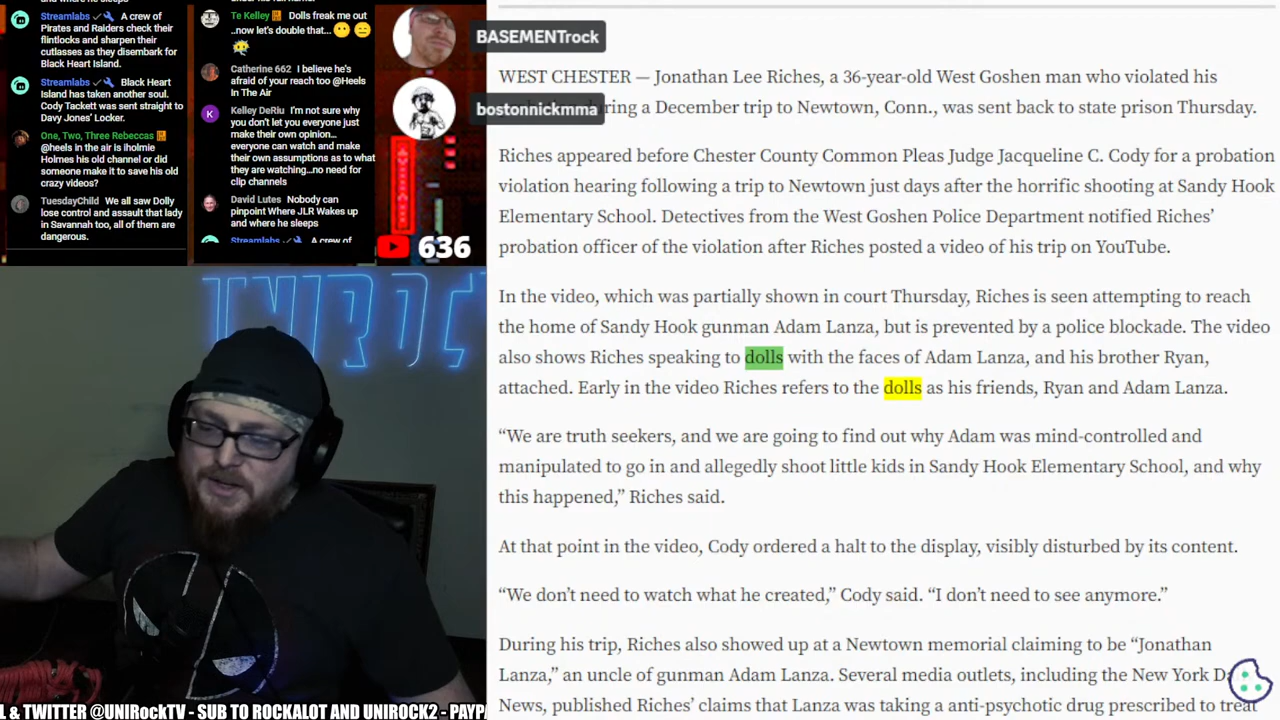 and where he sleeps
Streamlabs A crew of
Pirates and Raiders check their
flintlocks and sharpen their
cutlasses as they disembark for
Black Heart Island.
Streamlabs Black Heart
Island has taken another soul.
Cody Tackett was sent straight to
Davy Jones' Locker.
One, Two, Three Rebeccas
@heels in the air is iholmie
Holmes his old channel or did
someone make it to save his old
crazy videos?
TuesdayChild We all saw Dolly
lose control and assault that lady
in Savannah too, all of them are
dangerous.
Te Kelley Dolls freak me out
..now let's double that...
Catherine 662 I believe he's
afraid of your reach too @Heels
In The Air
K
Kelley DeRiu I'm not sure why
you don't let you everyone just
make their own opinion...
everyone can watch and make
their own assumptions as to what
they are watching...no need for
clip channels
David Lutes Nobody can
pinpoint Where JLR Wakes up
and where he sleeps
Streamlabs A crew of
BASEMENTrock
bostonnickmma
636
WEST CHESTER — Jonathan Lee Riches, a 36-year-old West Goshen man who violated his
ring a December trip to Newtown, Conn., was sent back to state prison Thursday.
Riches appeared before Chester County Common Pleas Judge Jacqueline C. Cody for a probation
violation hearing following a trip to Newtown just days after the horrific shooting at Sandy Hook
Elementary School. Detectives from the West Goshen Police Department notified Riches'
probation officer of the violation after Riches posted a video of his trip on YouTube.
In the video, which was partially shown in court Thursday, Riches is seen attempting to reach
the home of Sandy Hook gunman Adam Lanza, but is prevented by a police blockade. The video
also shows Riches speaking to dolls with the faces of Adam Lanza, and his brother Ryan,
attached. Early in the video Riches refers to the dolls as his friends, Ryan and Adam Lanza.
“We are truth seekers, and we are going to find out why Adam was mind-controlled and
manipulated to go in and allegedly shoot little kids in Sandy Hook Elementary School, and why
this happened,” Riches said.
At that point in the video, Cody ordered a halt to the display, visibly disturbed by its content.
“We don’t need to watch what he created,” Cody said. “I don’t need to see anymore.”
During his trip, Riches also showed up at a Newtown memorial claiming to be “Jonathan
Lanza,” an uncle of gunman Adam Lanza. Several media outlets, including the New York D
News, published Riches’ claims that Lanza was taking a anti-psychotic drug prescribed to treat
L & TWITTER @UNIRockTV - SUB TO ROCKALOT AND UNIROCK2 - PAYP